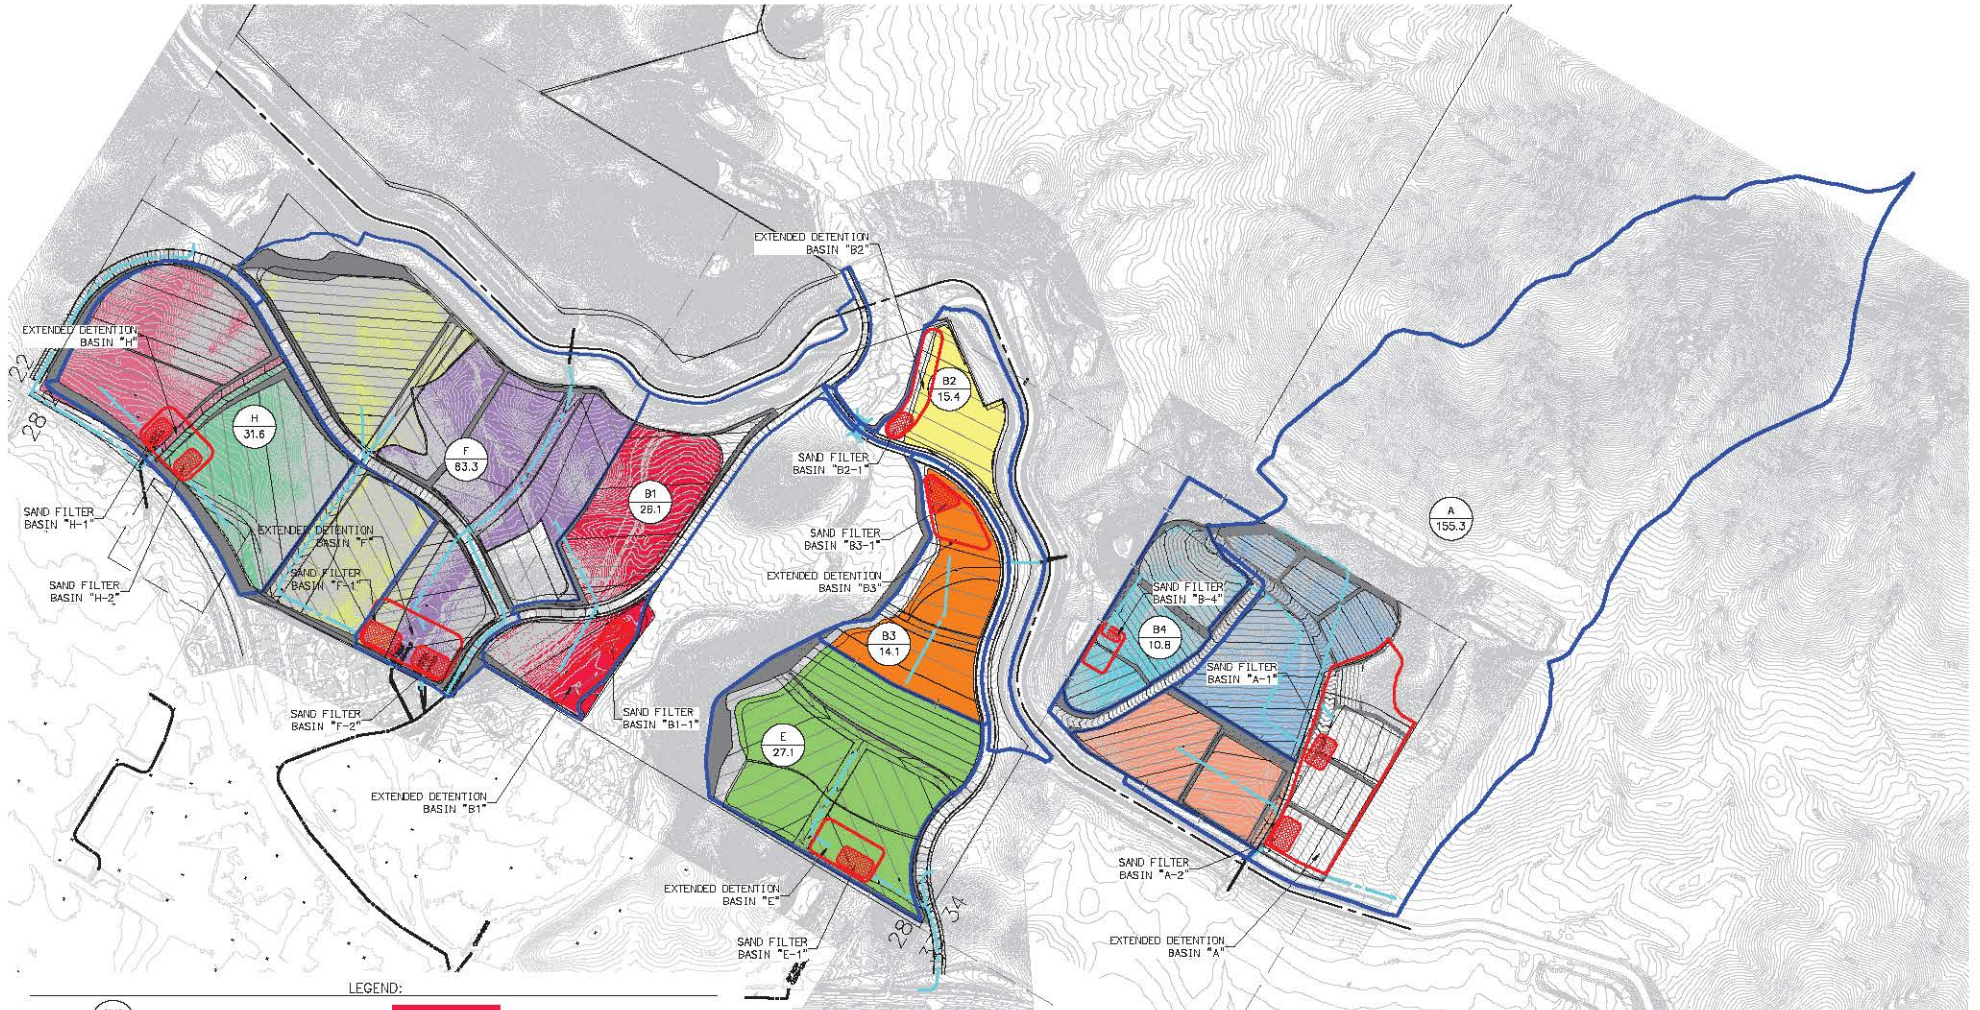 EXTENDED DETENTION
BASIN "B2"
EXTENDED DETENTION
BASIN "H"
22
28
H
31.6
F
63.3
B2
15.4
B1
26.1
SAND FILTER
BASIN "B2-1"
SAND FILTER
BASIN "H-1"
EXTENDED DETENTION
BASIN "F"
SAND FILTER
BASIN "B3-1"
A
155.3
SAND FILTER
BASIN "H-2"
SAND FILTER
BASIN "F-1"
EXTENDED DETENTION
BASIN "B3"
SAND FILTER
BASIN "B-4"
B3
14.1
B4
10.8
SAND FILTER
BASIN "A-1"
SAND FILTER
BASIN "F-2"
SAND FILTER
BASIN "B1-1"
E
27.1
EXTENDED DETENTION
BASIN "B1"
SAND FILTER
BASIN "A-2"
EXTENDED DETENTION
BASIN "E"
28
34
SAND FILTER
BASIN "E-1"
EXTENDED DETENTION
BASIN "A"
LEGEND: